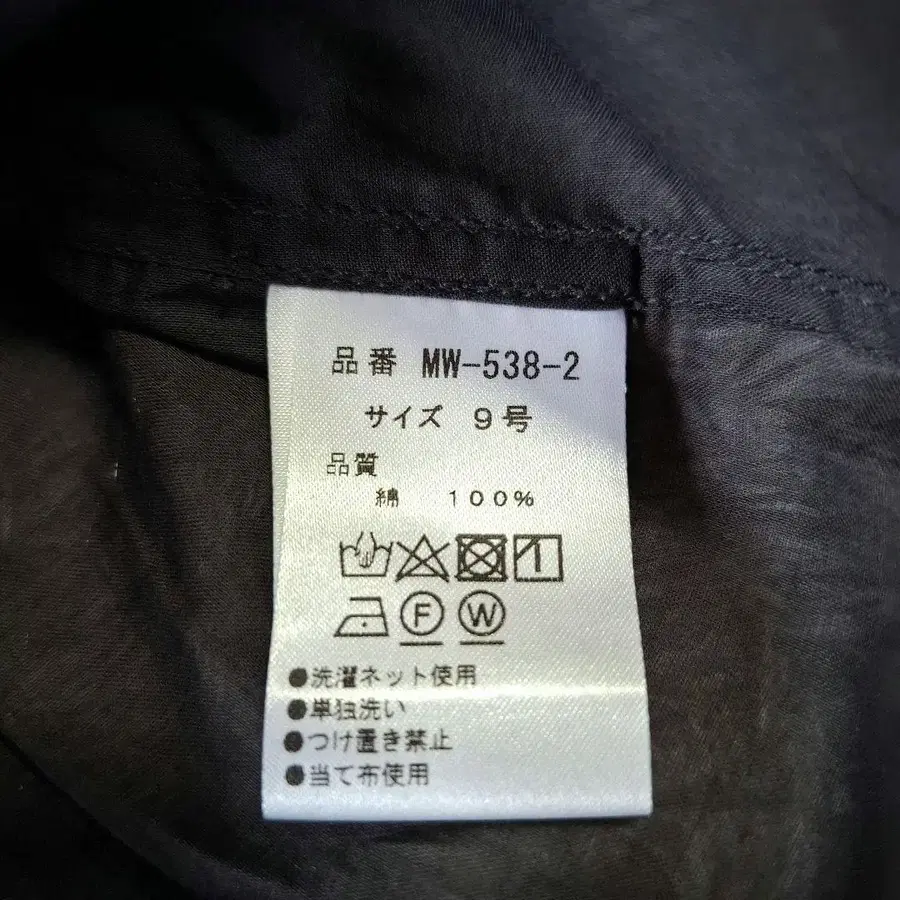 品番 MW-538-2
サイズ 9号
品質
綿 100%
F W
●洗濯ネット使用
●単独洗い
●つけ置き禁止
●当て布使用